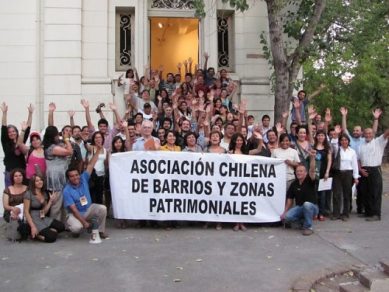 ASOCIACIÓN CHILENA
DE BARRIOS Y ZONAS
PATRIMONIALES